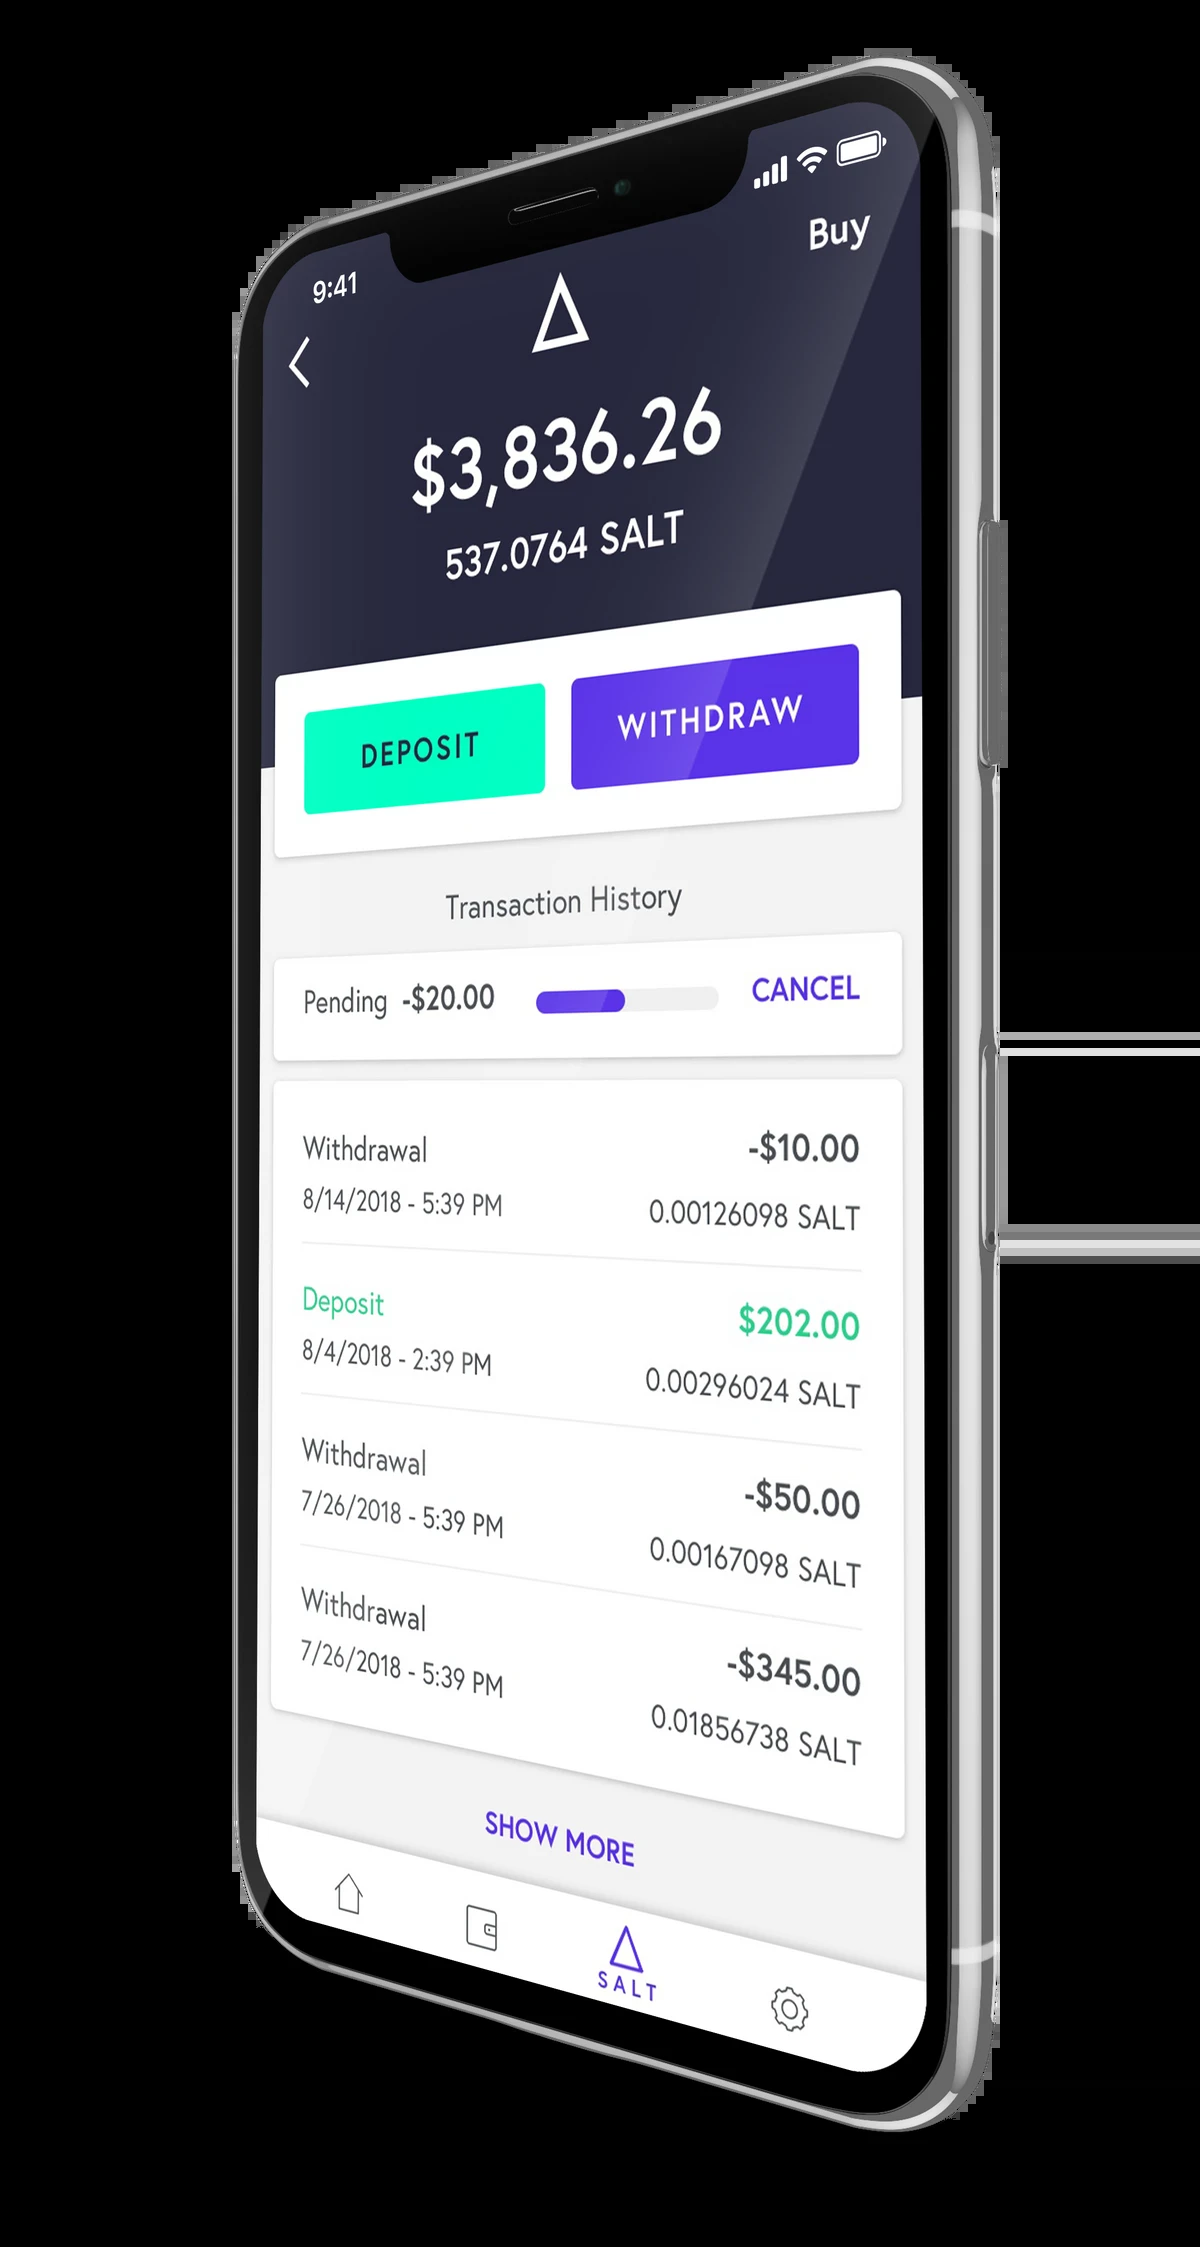 9:41
Buy
$3,836.26
537.0764 SALT
DEPOSIT WITHDRAW
Transaction History
Pending -$20.00 CANCEL
Withdrawal -$10.00
8/14/2018 - 5:39 PM 0.00126098 SALT
Deposit $202.00
8/4/2018 - 2:39 PM 0.00296024 SALT
Withdrawal -$50.00
7/26/2018 - 5:39 PM 0.00167098 SALT
Withdrawal -$345.00
7/26/2018 - 5:39 PM 0.01856738 SALT
SHOW MORE
SALT